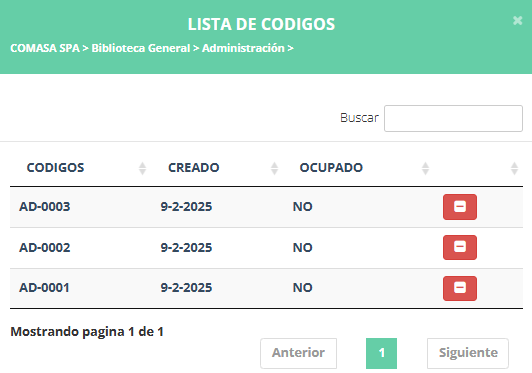 LISTA DE CODIGOS
×
COMASA SPA > Biblioteca General > Administración >
Buscar
CODIGOS CREADO OCUPADO
AD-0003 9-2-2025 NO
AD-0002 9-2-2025 NO
AD-0001 9-2-2025 NO
Mostrando pagina 1 de 1
Anterior 1 Siguiente